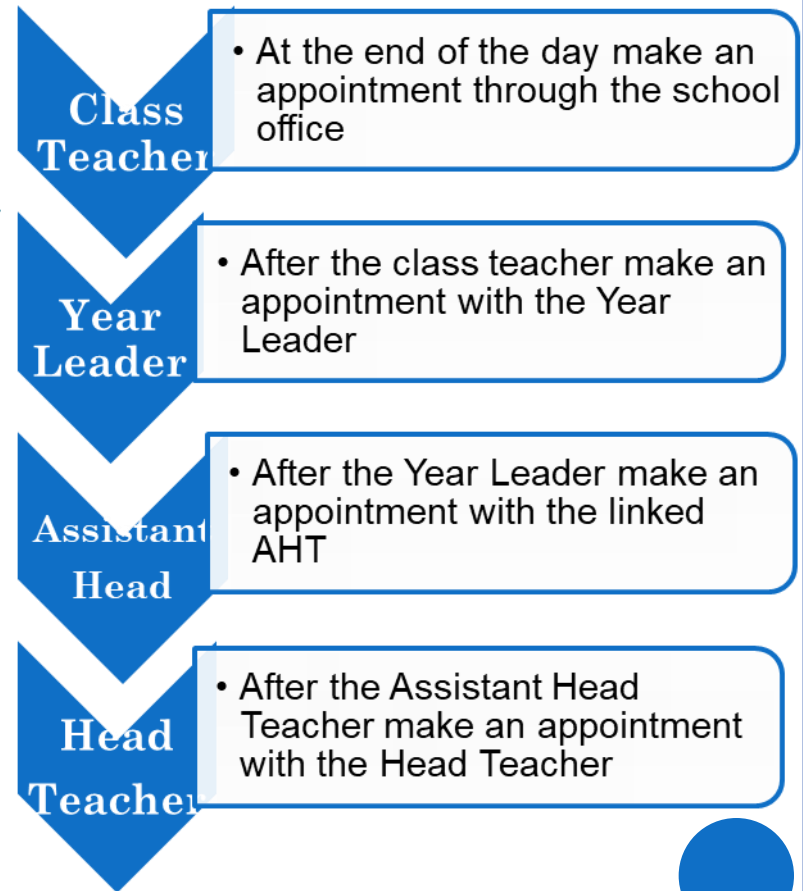 Class
Teacher
• At the end of the day make an
appointment through the school
office
Year
Leader
• After the class teacher make an
appointment with the Year
Leader
Assistant
Head
• After the Year Leader make an
appointment with the linked
AHT
Head
Teacher
• After the Assistant Head
Teacher make an appointment
with the Head Teacher